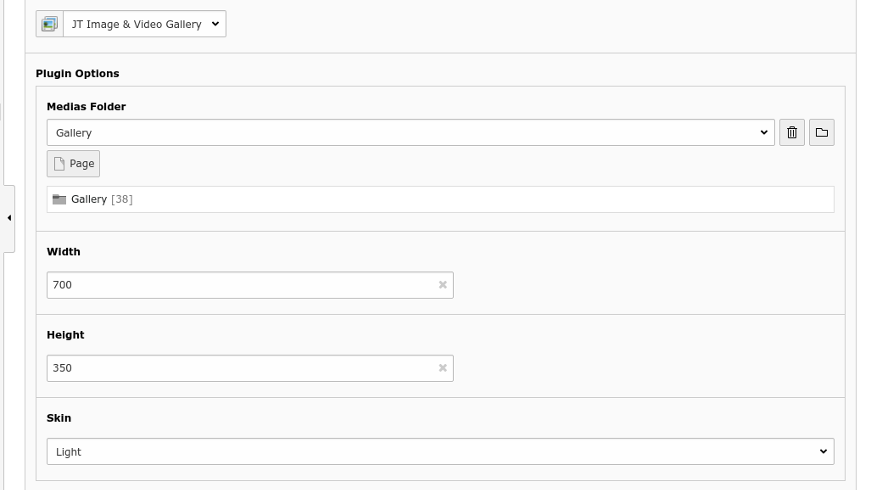 JT Image & Video Gallery
Plugin Options
Medias Folder
Gallery
Page
Gallery [38]
Width
700
Height
350
Skin
Light